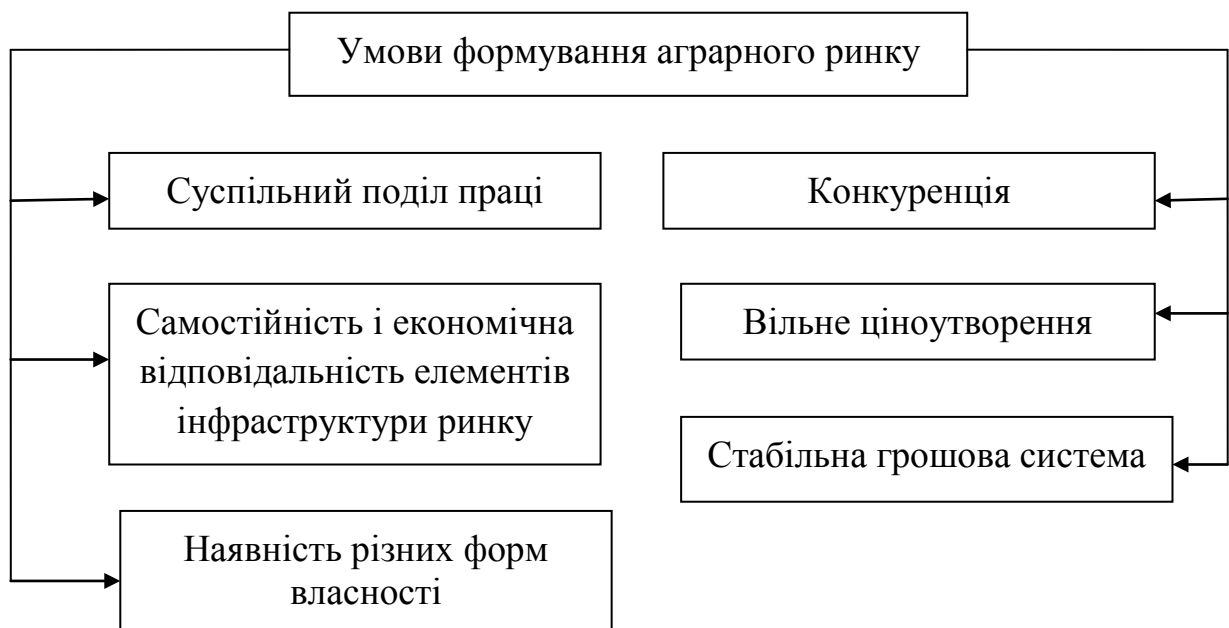 Умови формування аграрного ринку
Суспільний поділ праці
Конкуренція
Самостійність і економічна
відповідальність елементів
інфраструктури ринку
Вільне ціноутворення
Стабільна грошова система
Наявність різних форм
власності